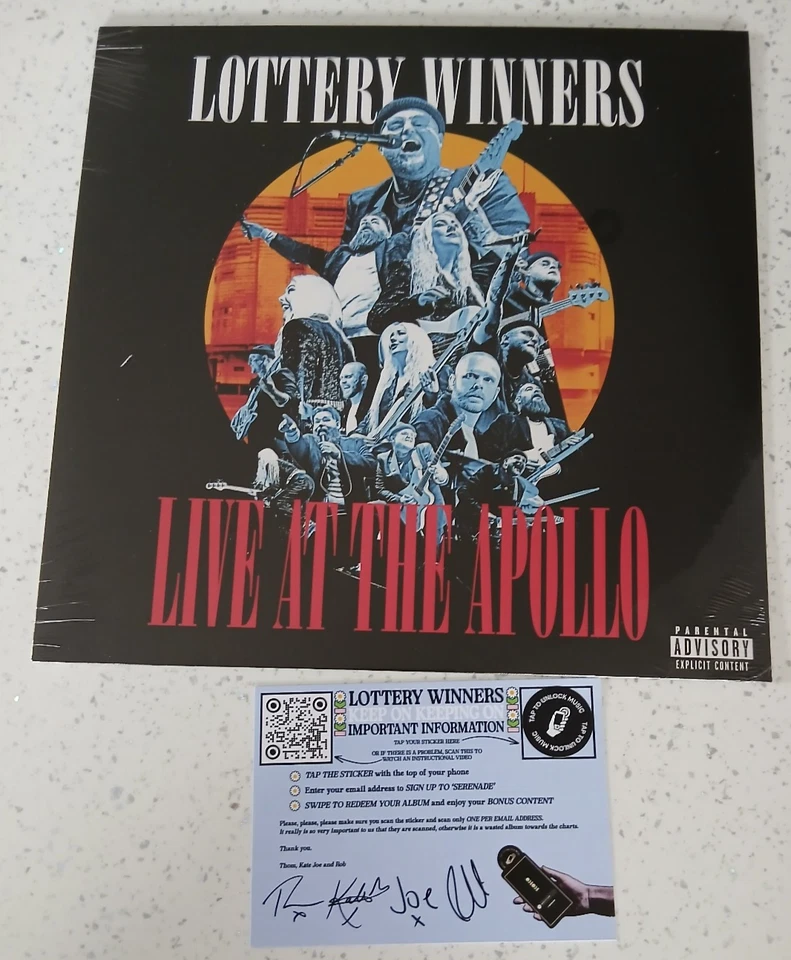 LOTTERY WINNERS
LIVE AT THE APOLLO
PARENTAL
ADVISORY
EXPLICIT CONTENT
LOTTERY WINNERS
KEEP ON KEEPING ON
IMPORTANT INFORMATION
TAP YOUR STICKER HERE
OR IF THERE IS A PROBLEM, SCAN THIS TO
WATCH AN INSTRUCTIONAL VIDEO
TAP TO UNLOCK MUSIC
TAP TO UNLOCK MUSIC
TAP THE STICKER with the top of your phone
Enter your email address to SIGN UP TO 'SERENADE'
SWIPE TO REDEEM YOUR ALBUM and enjoy your BONUS CONTENT
Please, please, please make sure you scan the sticker and scan only ONE PER EMAIL ADDRESS.
It really is so very important to us that they are scanned, otherwise it is a wasted album towards the charts.
Thank you.
Thom, Kate Joe and Rob
Joe